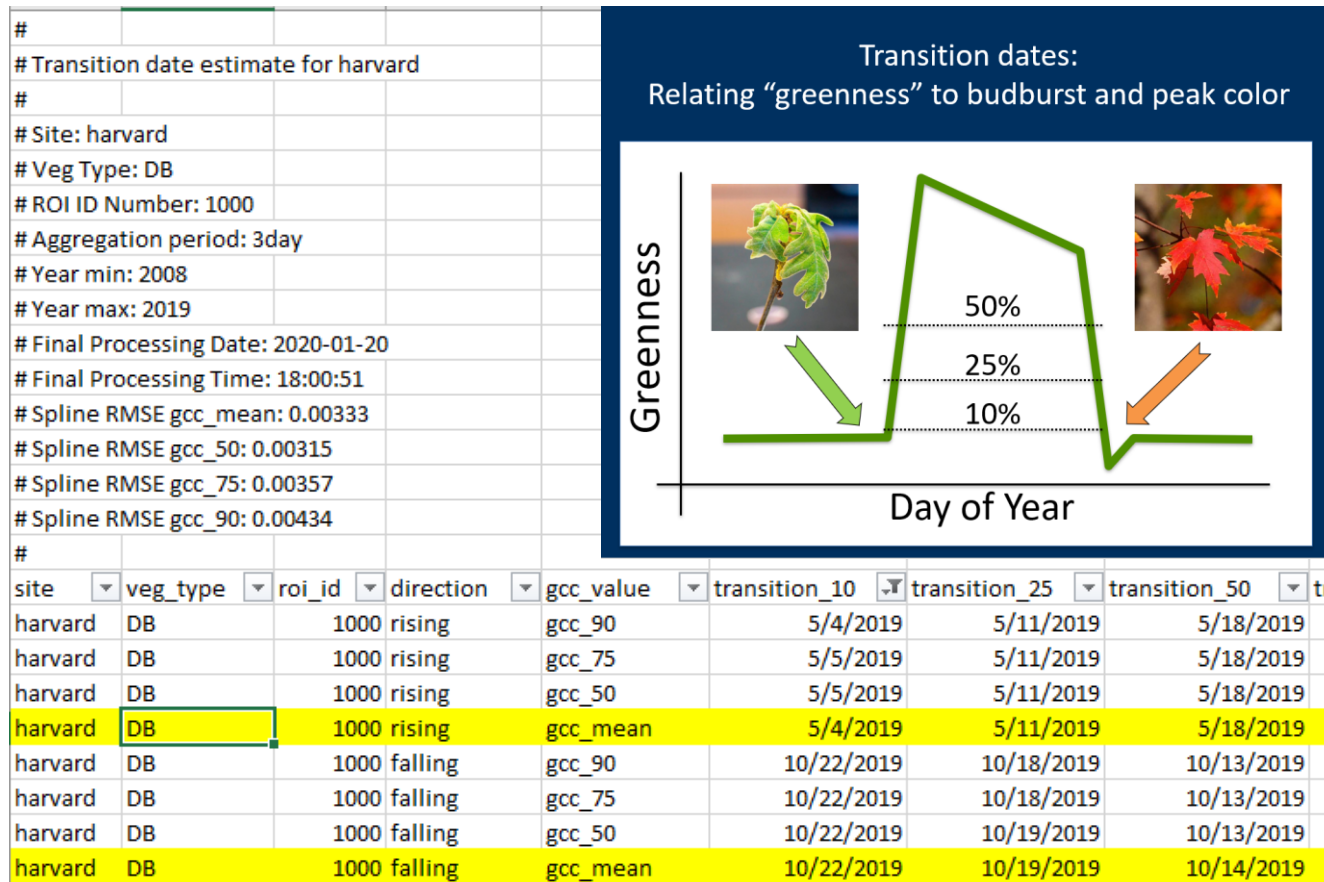 #
# Transition date estimate for harvard
#
# Site: harvard
# Veg Type: DB
# ROI ID Number: 1000
# Aggregation period: 3day
# Year min: 2008
# Year max: 2019
# Final Processing Date: 2020-01-20
# Final Processing Time: 18:00:51
# Spline RMSE gcc_mean: 0.00333
# Spline RMSE gcc_50: 0.00315
# Spline RMSE gcc_75: 0.00357
# Spline RMSE gcc_90: 0.00434
#
Transition dates:
Relating “greenness” to budburst and peak color
Greenness
50%
25%
10%
Day of Year
site veg_type roi_id direction gcc_value transition_10 transition_25 transition_50
harvard DB 1000 rising gcc_90 5/4/2019 5/11/2019 5/18/2019
harvard DB 1000 rising gcc_75 5/5/2019 5/11/2019 5/18/2019
harvard DB 1000 rising gcc_50 5/5/2019 5/11/2019 5/18/2019
harvard DB 1000 rising gcc_mean 5/4/2019 5/11/2019 5/18/2019
harvard DB 1000 falling gcc_90 10/22/2019 10/18/2019 10/13/2019
harvard DB 1000 falling gcc_75 10/22/2019 10/18/2019 10/13/2019
harvard DB 1000 falling gcc_50 10/22/2019 10/19/2019 10/13/2019
harvard DB 1000 falling gcc_mean 10/22/2019 10/19/2019 10/14/2019